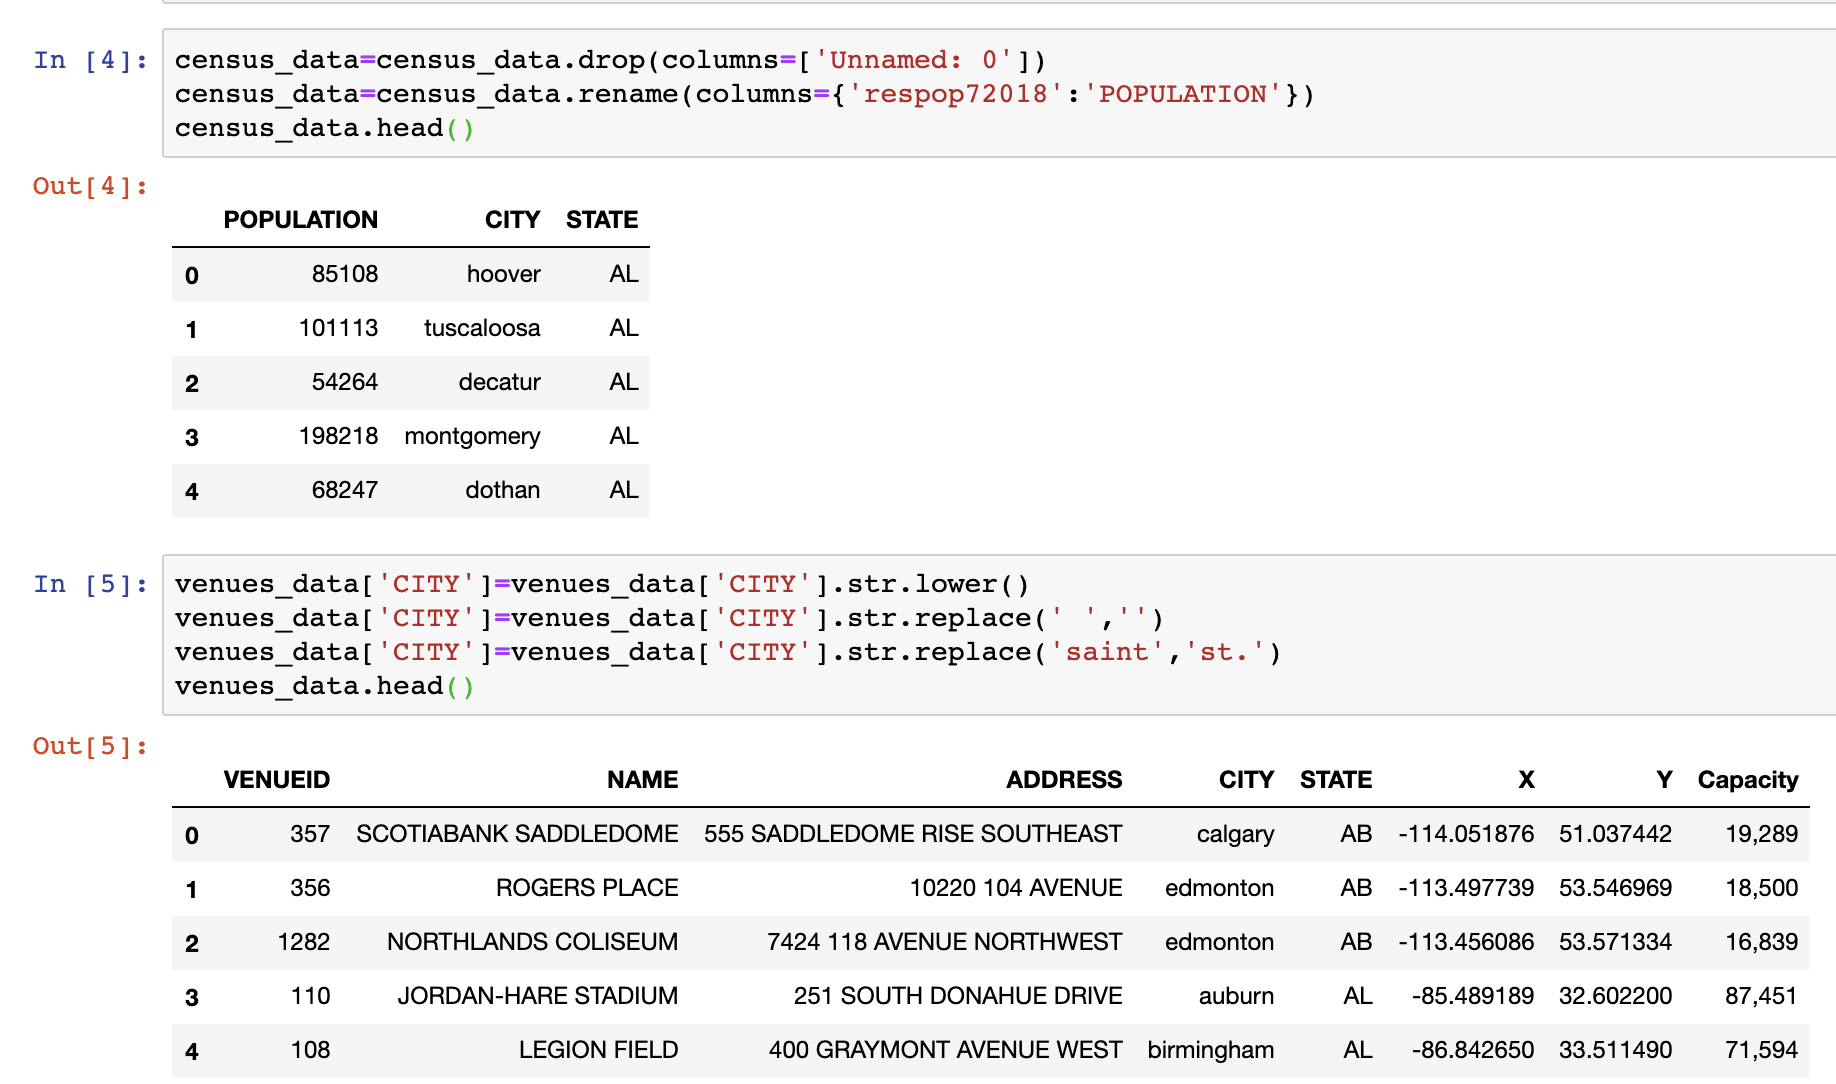 In [4]: census_data=census_data.drop(columns=['Unnamed: 0'])
census_data=census_data.rename(columns={'respop72018':'POPULATION'})
census_data.head()
Out[4]:
POPULATION CITY STATE
0 85108 hoover AL
1 101113 tuscaloosa AL
2 54264 decatur AL
3 198218 montgomery AL
4 68247 dothan AL
In [5]: venues_data['CITY']=venues_data['CITY'].str.lower()
venues_data['CITY']=venues_data['CITY'].str.replace(' ','')
venues_data['CITY']=venues_data['CITY'].str.replace('saint','st.')
venues_data.head()
Out[5]:
VENUEID NAME ADDRESS CITY STATE X Y Capacity
0 357 SCOTIABANK SADDLEDOME 555 SADDLEDOME RISE SOUTHEAST calgary AB -114.051876 51.037442 19,289
1 356 ROGERS PLACE 10220 104 AVENUE edmonton AB -113.497739 53.546969 18,500
2 1282 NORTHLANDS COLISEUM 7424 118 AVENUE NORTHWEST edmonton AB -113.456086 53.571334 16,839
3 110 JORDAN-HARE STADIUM 251 SOUTH DONAHUE DRIVE auburn AL -85.489189 32.602200 87,451
4 108 LEGION FIELD 400 GRAYMONT AVENUE WEST birmingham AL -86.842650 33.511490 71,594